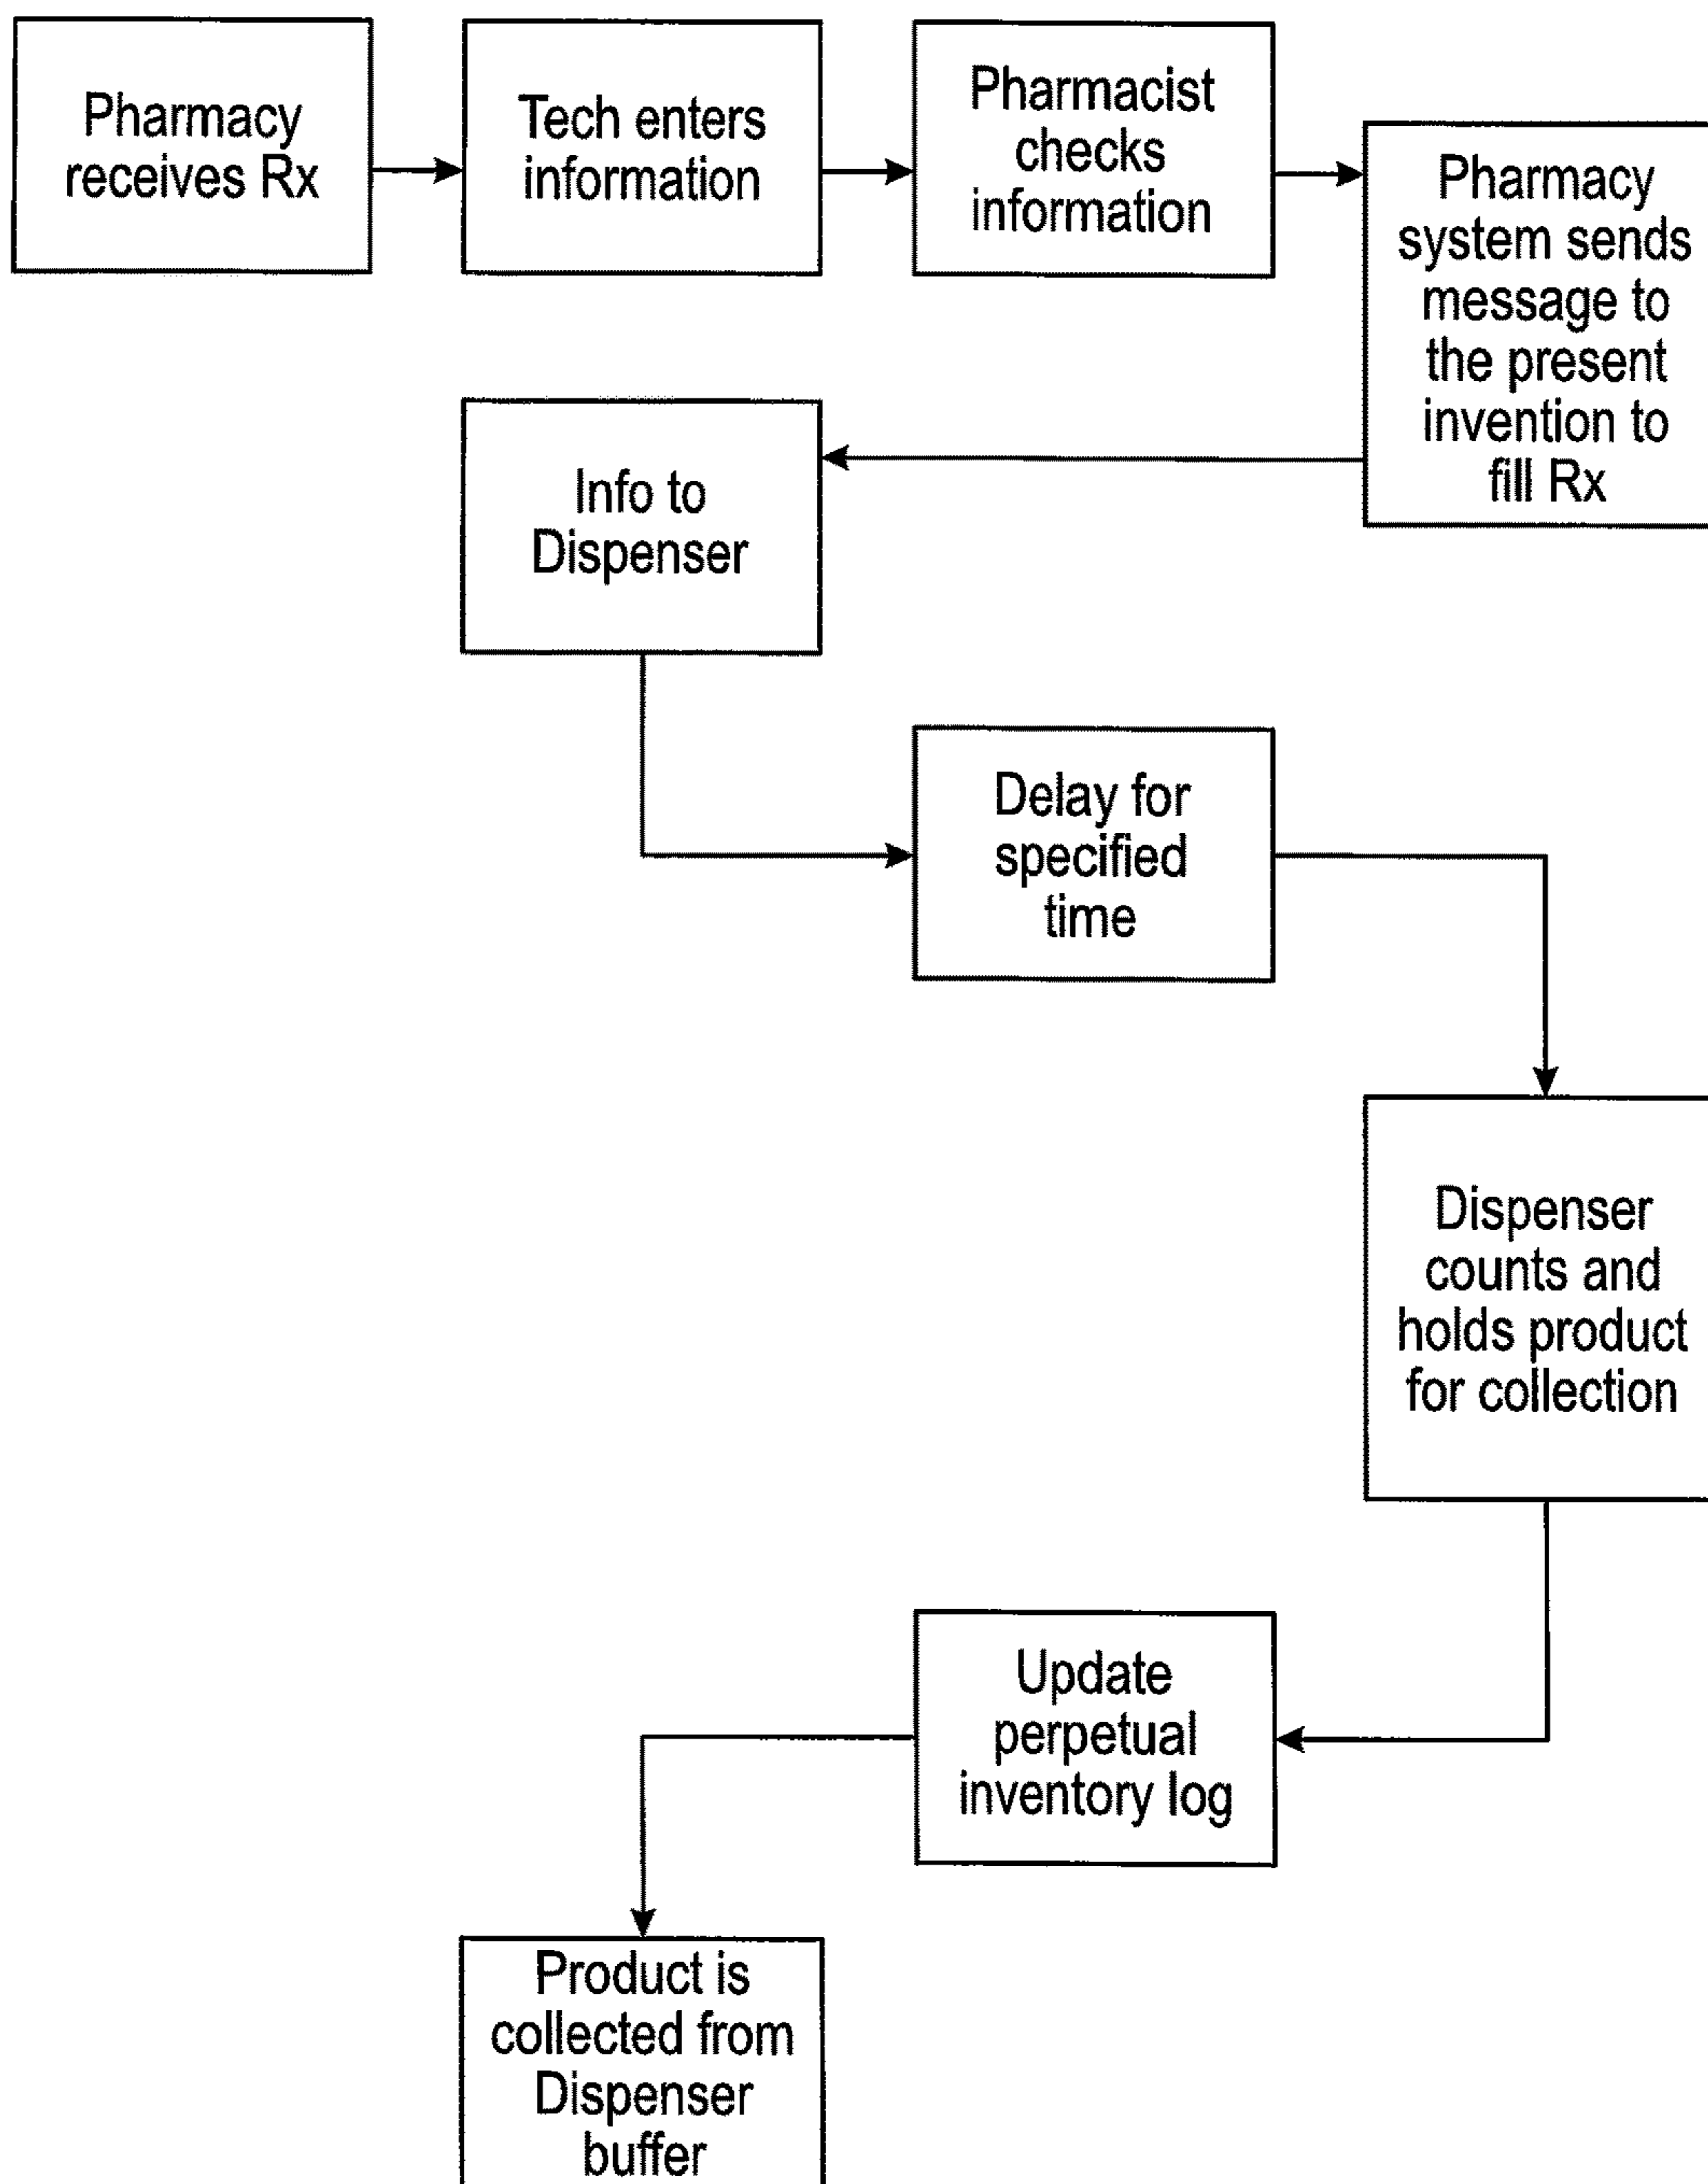 Pharmacy
receives Rx
Tech enters
information
Pharmacist
checks
information
Pharmacy
system sends
message to
the present
invention to
fill Rx
Info to
Dispenser
Delay for
specified
time
Dispenser
counts and
holds product
for collection
Update
perpetual
inventory log
Product is
collected from
Dispenser
buffer